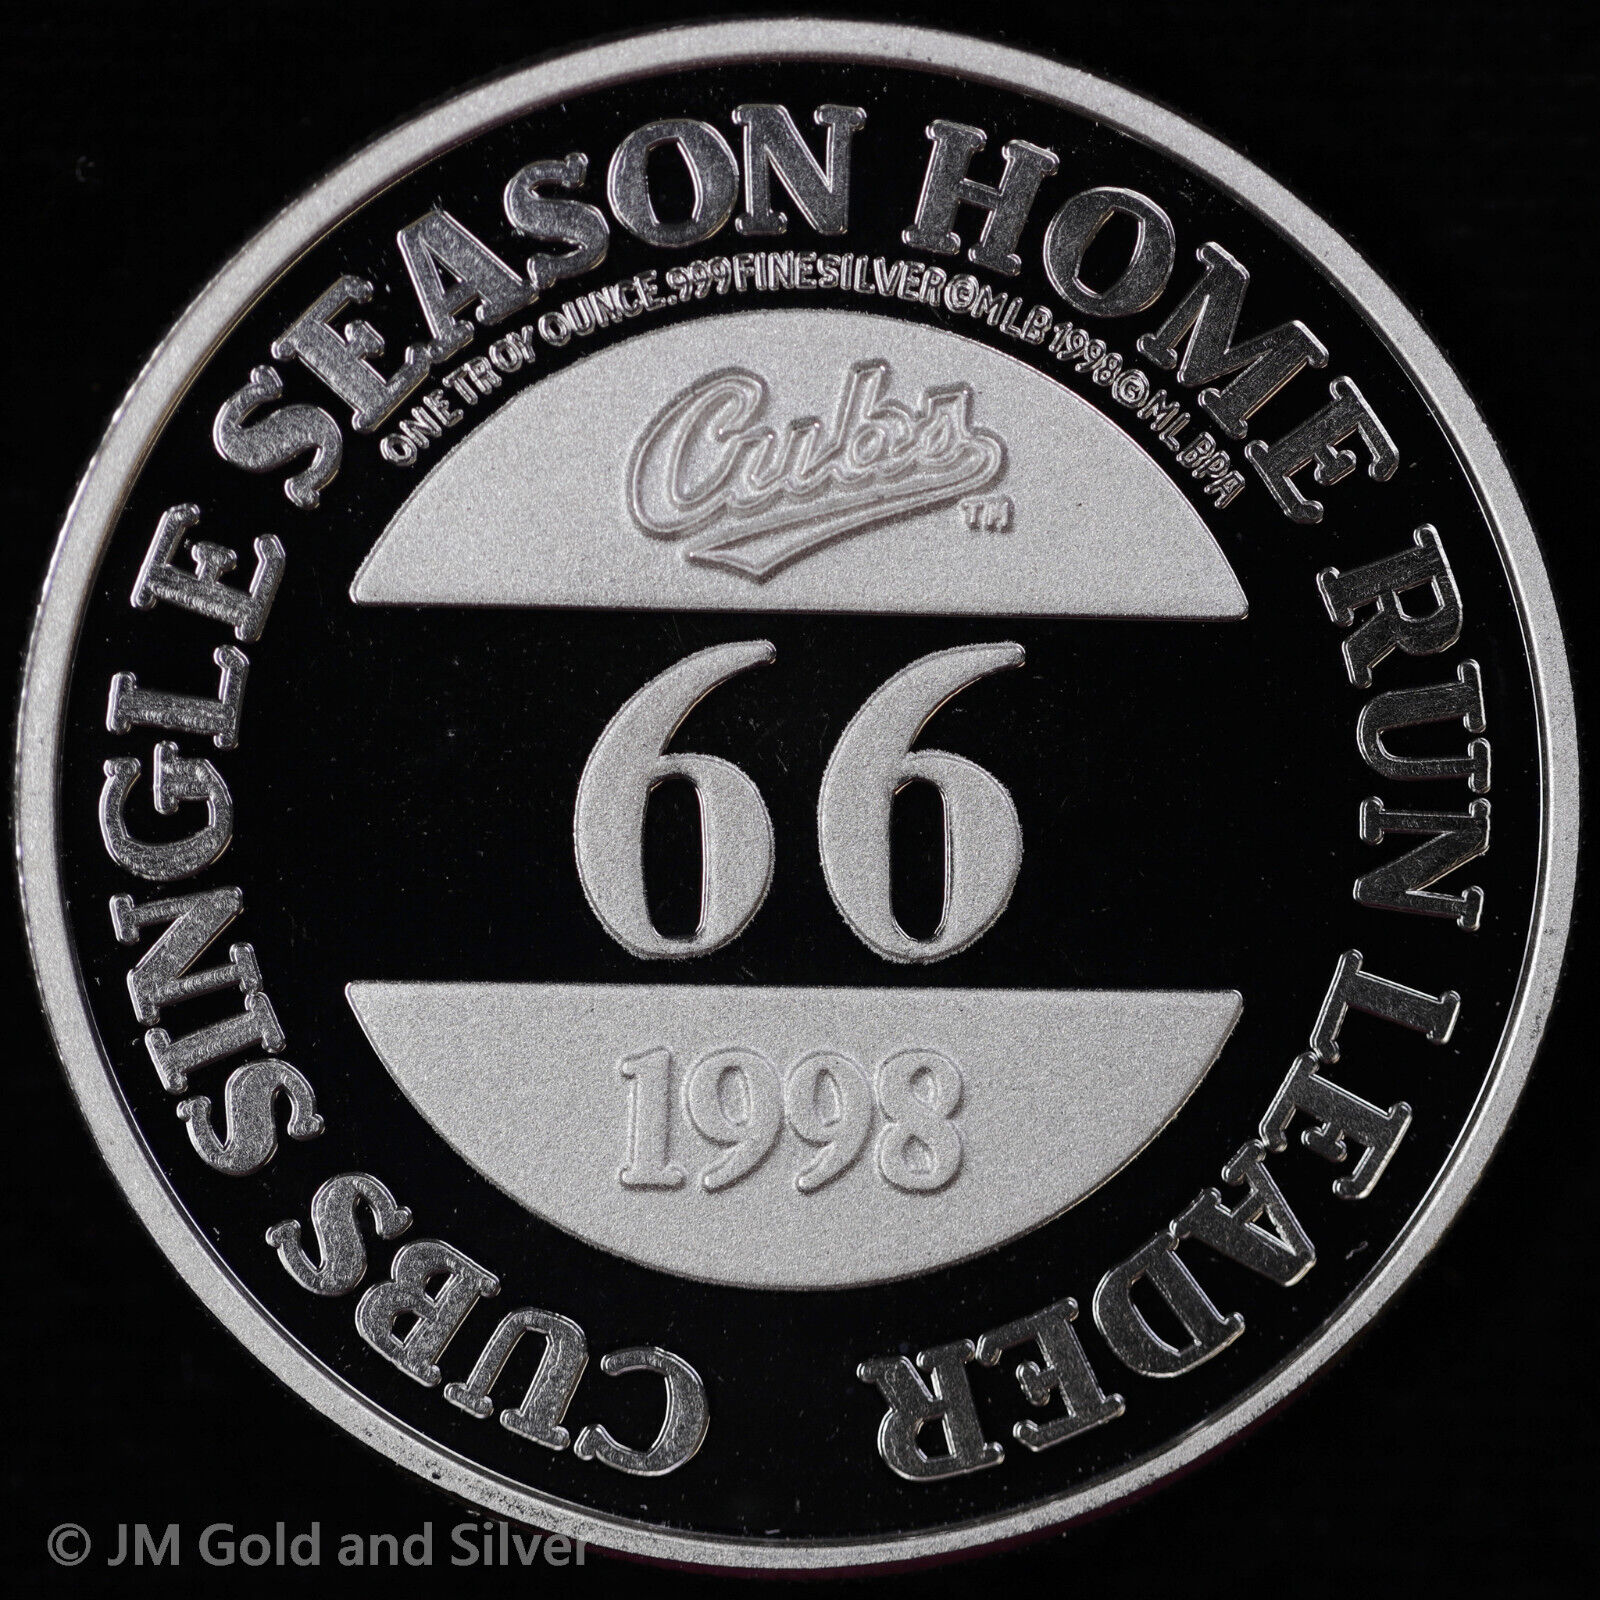 CUBS SINGLE SEASON HOME RUN LEADER
ONE TROY OUNCE .999 FINE SILVER © MLB 1998 © MLBPA
Cubs TM
66
1998
© JM Gold and Silver